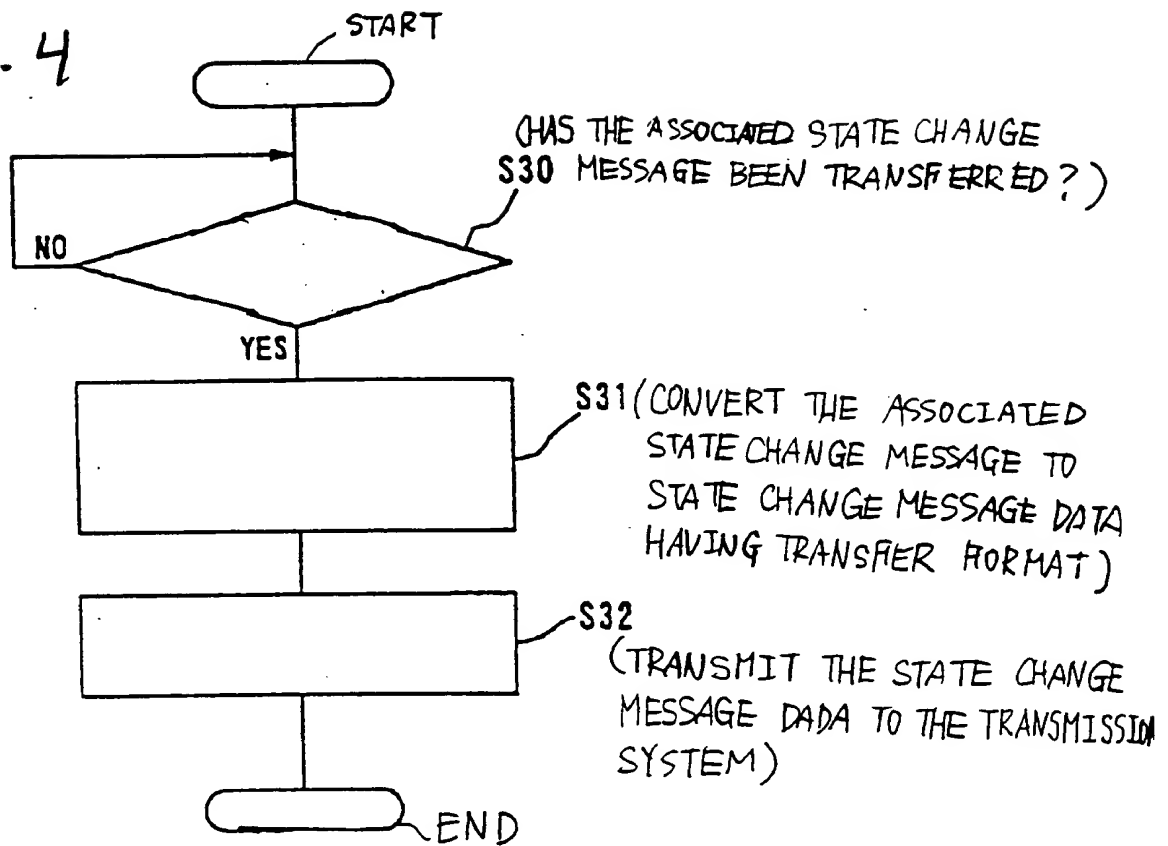 . 4
START
(HAS THE ASSOCIATED STATE CHANGE
S30 MESSAGE BEEN TRANSFERRED?)
NO
YES
S31 (CONVERT THE ASSOCIATED
STATE CHANGE MESSAGE TO
STATE CHANGE MESSAGE DATA
HAVING TRANSFER FORMAT)
S32
(TRANSMIT THE STATE CHANGE
MESSAGE DADA TO THE TRANSMISSION
SYSTEM)
END